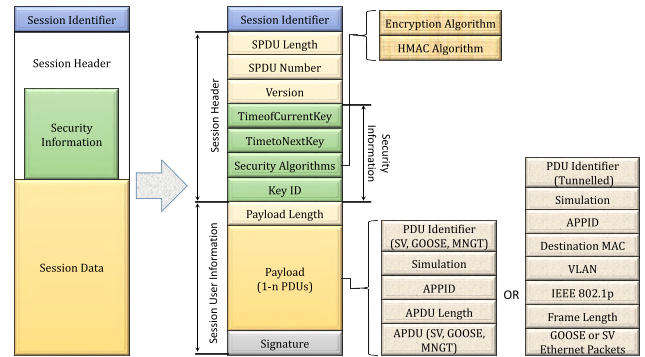 Session Identifier
Session Header
Security
Information
Session Data
Session Identifier
SPDU Length
SPDU Number
Version
TimeofCurrentKey
TimetoNextKey
Security Algorithms
Key ID
Payload Length
Payload
(1-n PDUs)
Signature
Session Header
Session User Information
Security
Information
Encryption Algorithm
HMAC Algorithm
PDU Identifier
(SV, GOOSE, MNGT)
Simulation
APPID
APDU Length
APDU (SV, GOOSE,
MNGT)
OR
PDU Identifier
(Tunnelled)
Simulation
APPID
Destination MAC
VLAN
IEEE 802.1p
Frame Length
GOOSE or SV
Ethernet Packets